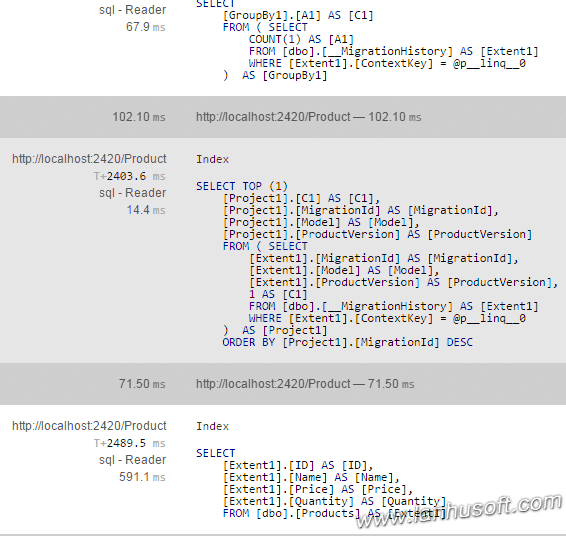 SELECT
sql - Reader
[GroupBy1].[A1] AS [C1]
67.9 ms
FROM ( SELECT
COUNT(1) AS [A1]
FROM [dbo].[__MigrationHistory] AS [Extent1]
WHERE [Extent1].[ContextKey] = @p__linq__0
) AS [GroupBy1]
102.10 ms http://localhost:2420/Product — 102.10 ms
http://localhost:2420/Product Index
T+2403.6 ms
sql - Reader SELECT TOP (1)
14.4 ms [Project1].[C1] AS [C1],
[Project1].[MigrationId] AS [MigrationId],
[Project1].[Model] AS [Model],
[Project1].[ProductVersion] AS [ProductVersion]
FROM ( SELECT
[Extent1].[MigrationId] AS [MigrationId],
[Extent1].[Model] AS [Model],
[Extent1].[ProductVersion] AS [ProductVersion],
1 AS [C1]
FROM [dbo].[__MigrationHistory] AS [Extent1]
WHERE [Extent1].[ContextKey] = @p__linq__0
) AS [Project1]
ORDER BY [Project1].[MigrationId] DESC
71.50 ms http://localhost:2420/Product — 71.50 ms
http://localhost:2420/Product Index
T+2489.5 ms
sql - Reader SELECT
591.1 ms [Extent1].[ID] AS [ID],
[Extent1].[Name] AS [Name],
[Extent1].[Price] AS [Price],
[Extent1].[Quantity] AS [Quantity]
FROM [dbo].[Products] AS [Extent1]
www.lanhusoft.com